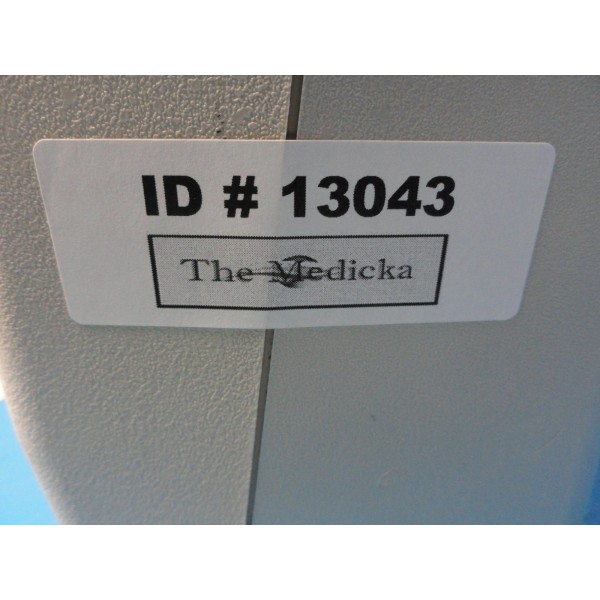 ID # 13043
The Medicka